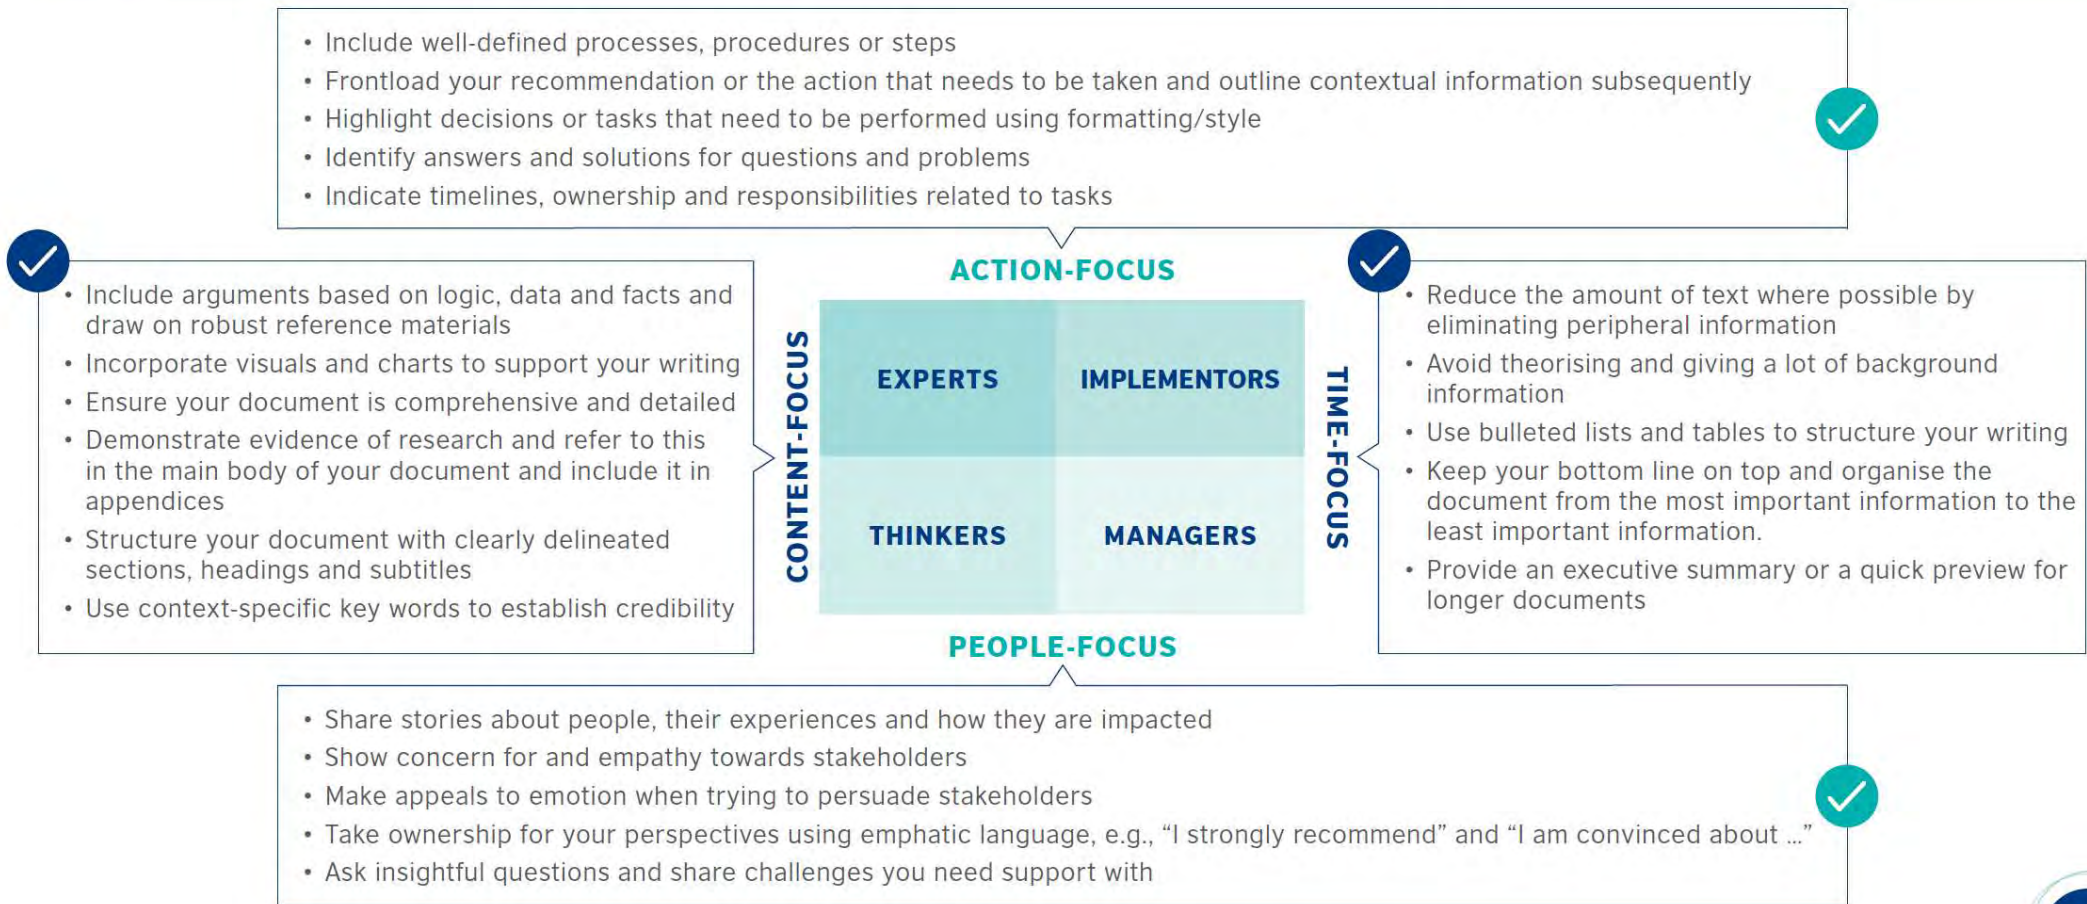 • Include well-defined processes, procedures or steps
• Frontload your recommendation or the action that needs to be taken and outline contextual information subsequently
• Highlight decisions or tasks that need to be performed using formatting/style
• Identify answers and solutions for questions and problems
• Indicate timelines, ownership and responsibilities related to tasks
• Include arguments based on logic, data and facts and
draw on robust reference materials
• Incorporate visuals and charts to support your writing
• Ensure your document is comprehensive and detailed
• Demonstrate evidence of research and refer to this
in the main body of your document and include it in
appendices
• Structure your document with clearly delineated
sections, headings and subtitles
• Use context-specific key words to establish credibility
ACTION-FOCUS
CONTENT-FOCUS
EXPERTS
IMPLEMENTORS
THINKERS
MANAGERS
TIME-FOCUS
PEOPLE-FOCUS
• Reduce the amount of text where possible by
eliminating peripheral information
• Avoid theorising and giving a lot of background
information
• Use bulleted lists and tables to structure your writing
• Keep your bottom line on top and organise the
document from the most important information to the
least important information.
• Provide an executive summary or a quick preview for
longer documents
• Share stories about people, their experiences and how they are impacted
• Show concern for and empathy towards stakeholders
• Make appeals to emotion when trying to persuade stakeholders
• Take ownership for your perspectives using emphatic language, e.g., “I strongly recommend” and “I am convinced about ...”
• Ask insightful questions and share challenges you need support with